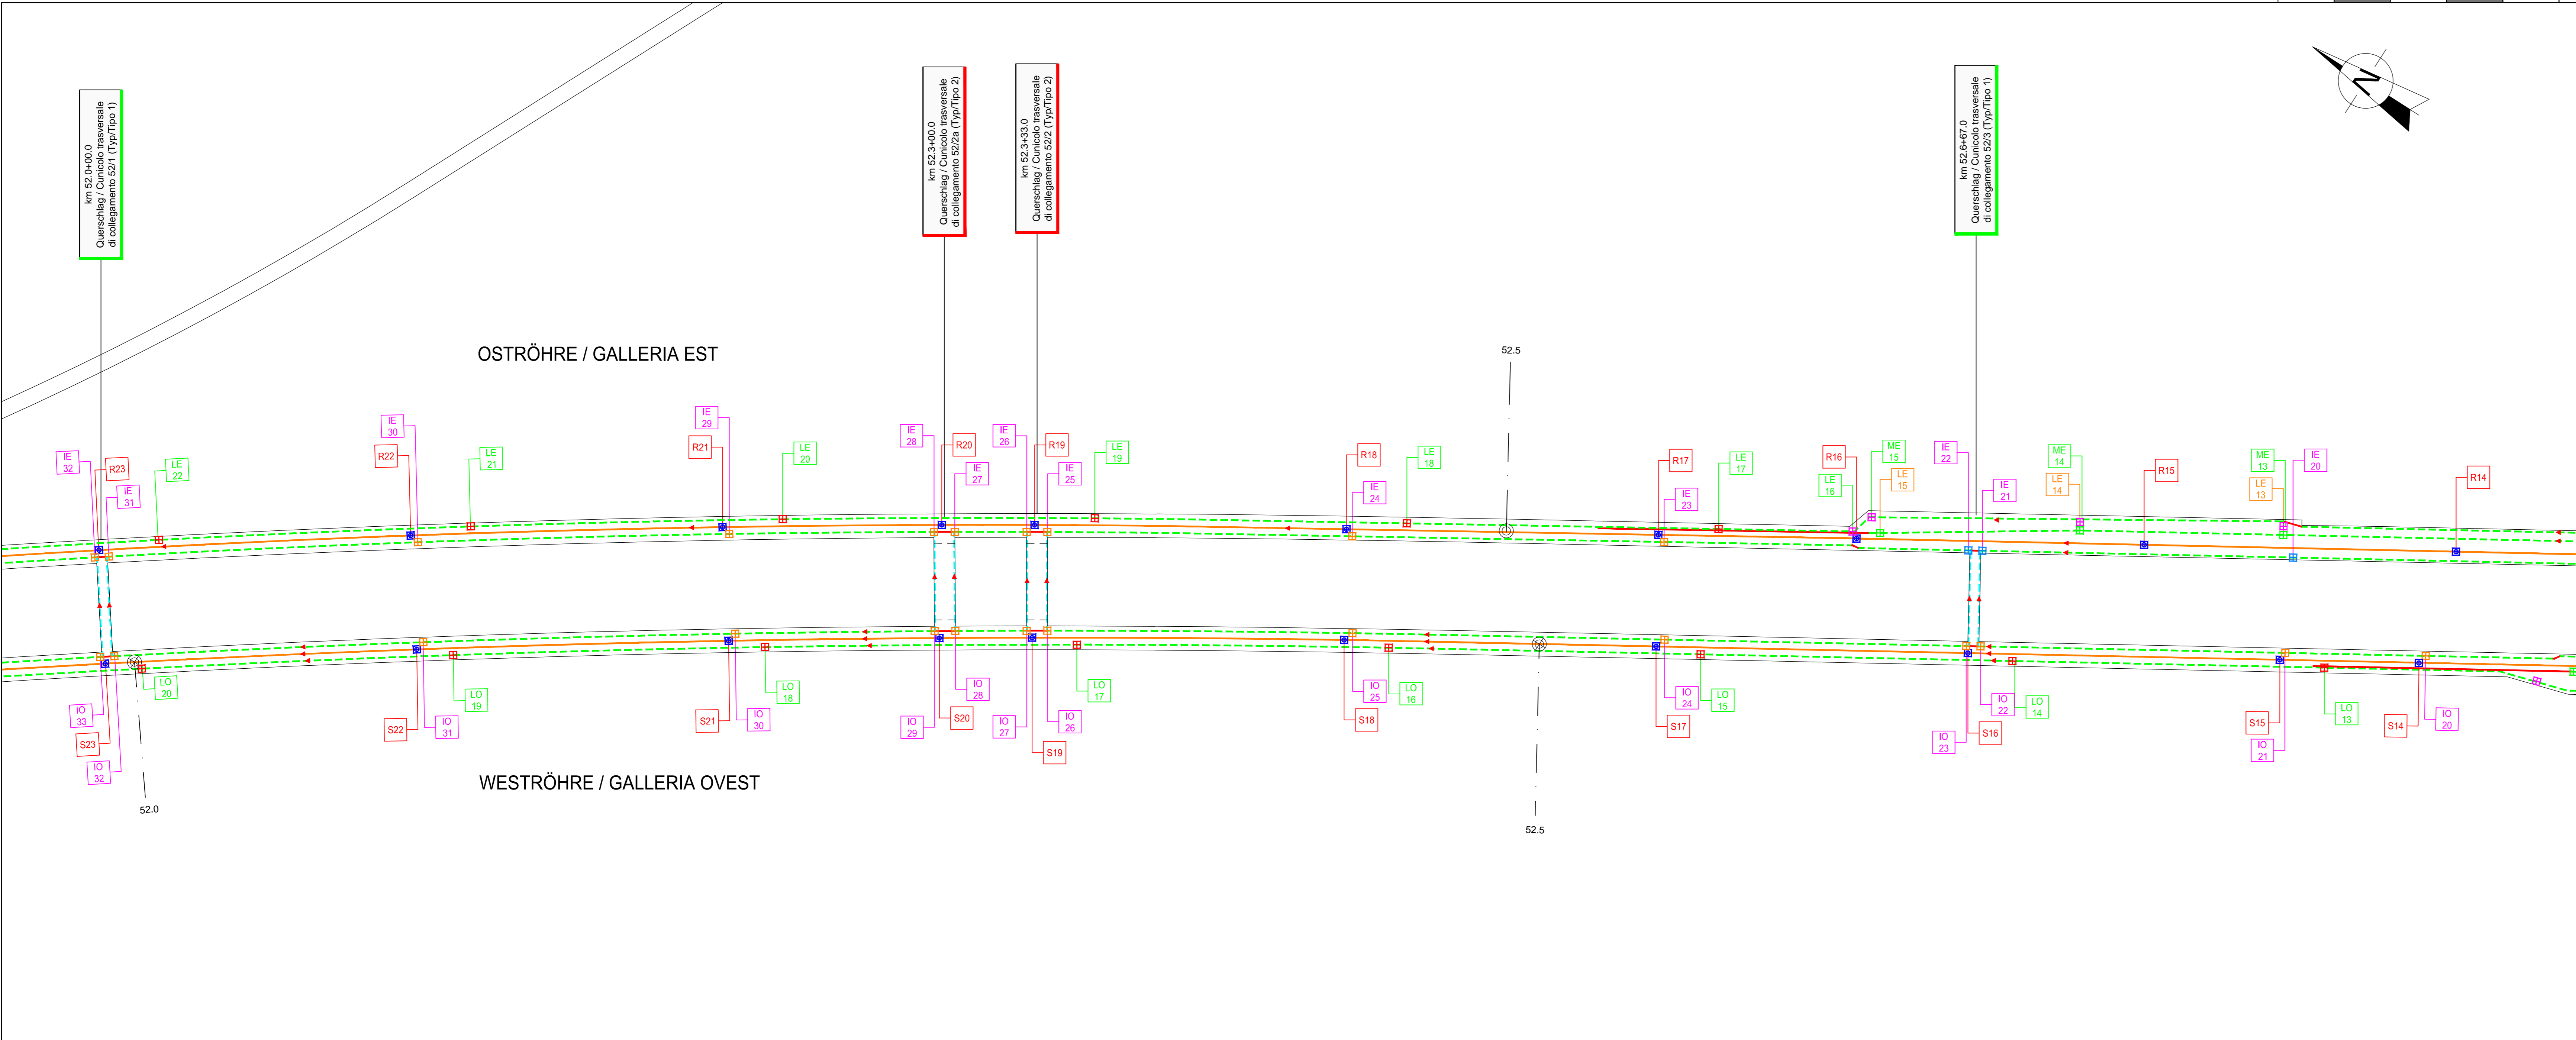 km 52.0+00.0
Querschlag / Cunicolo trasversale
di collegamento 52/1 (Typ/Tipo 1)
km 52.3+00.0
Querschlag / Cunicolo trasversale
di collegamento 52/2a (Typ/Tipo 2)
km 52.3+33.0
Querschlag / Cunicolo trasversale
di collegamento 52/2 (Typ/Tipo 2)
km 52.6+67.0
Querschlag / Cunicolo trasversale
di collegamento 52/3 (Typ/Tipo 1)
N
OSTRÖHRE / GALLERIA EST
52.5
IE
32
R23
IE
31
LE
22
IE
30
R22
LE
21
IE
29
R21
LE
20
IE
28
R20
IE
27
IE
26
R19
IE
25
LE
19
R18
IE
24
LE
18
R17
IE
23
LE
17
R16
LE
16
ME
15
LE
15
IE
22
IE
21
ME
14
LE
14
R15
ME
13
LE
13
IE
20
R14
IO
33
S23
IO
32
LO
20
S22
IO
31
LO
19
S21
IO
30
LO
18
IO
29
S20
IO
28
IO
27
S19
IO
26
LO
17
S18
IO
25
LO
16
S17
IO
24
LO
15
IO
23
S16
IO
22
LO
14
S15
IO
21
LO
13
S14
IO
20
WESTRÖHRE / GALLERIA OVEST
52.0
52.5